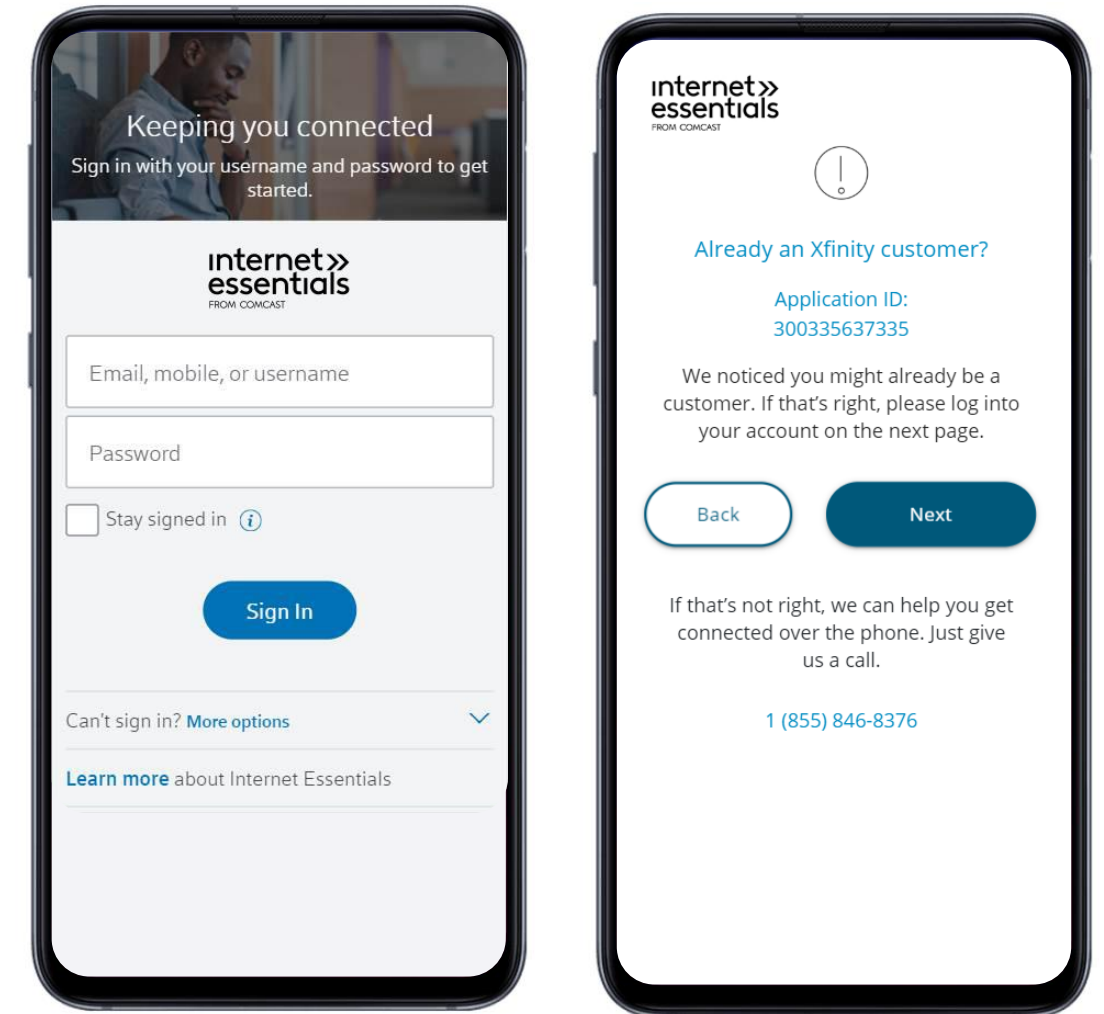 Keeping you connected
Sign in with your username and password to get
started.
internet»
essentials
FROM COMCAST
Email, mobile, or username
Password
Stay signed in i
Sign In
Can't sign in? More options
Learn more about Internet Essentials
internet»
essentials
FROM COMCAST
Already an Xfinity customer?
Application ID:
300335637335
We noticed you might already be a
customer. If that’s right, please log into
your account on the next page.
Back Next
If that’s not right, we can help you get
connected over the phone. Just give
us a call.
1 (855) 846-8376